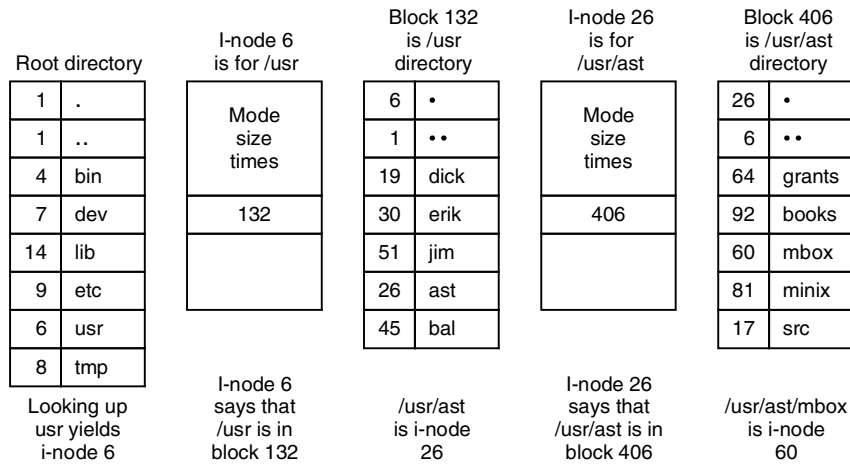 Root directory
1 .
1 ..
4 bin
7 dev
14 lib
9 etc
6 usr
8 tmp
Looking up
usr yields
i-node 6
I-node 6
is for /usr
Mode
size
times
132
I-node 6
says that
/usr is in
block 132
Block 132
is /usr
directory
6 •
1 ••
19 dick
30 erik
51 jim
26 ast
45 bal
/usr/ast
is i-node
26
I-node 26
is for
/usr/ast
Mode
size
times
406
I-node 26
says that
/usr/ast is in
block 406
Block 406
is /usr/ast
directory
26 •
6 ••
64 grants
92 books
60 mbox
81 minix
17 src
/usr/ast/mbox
is i-node
60